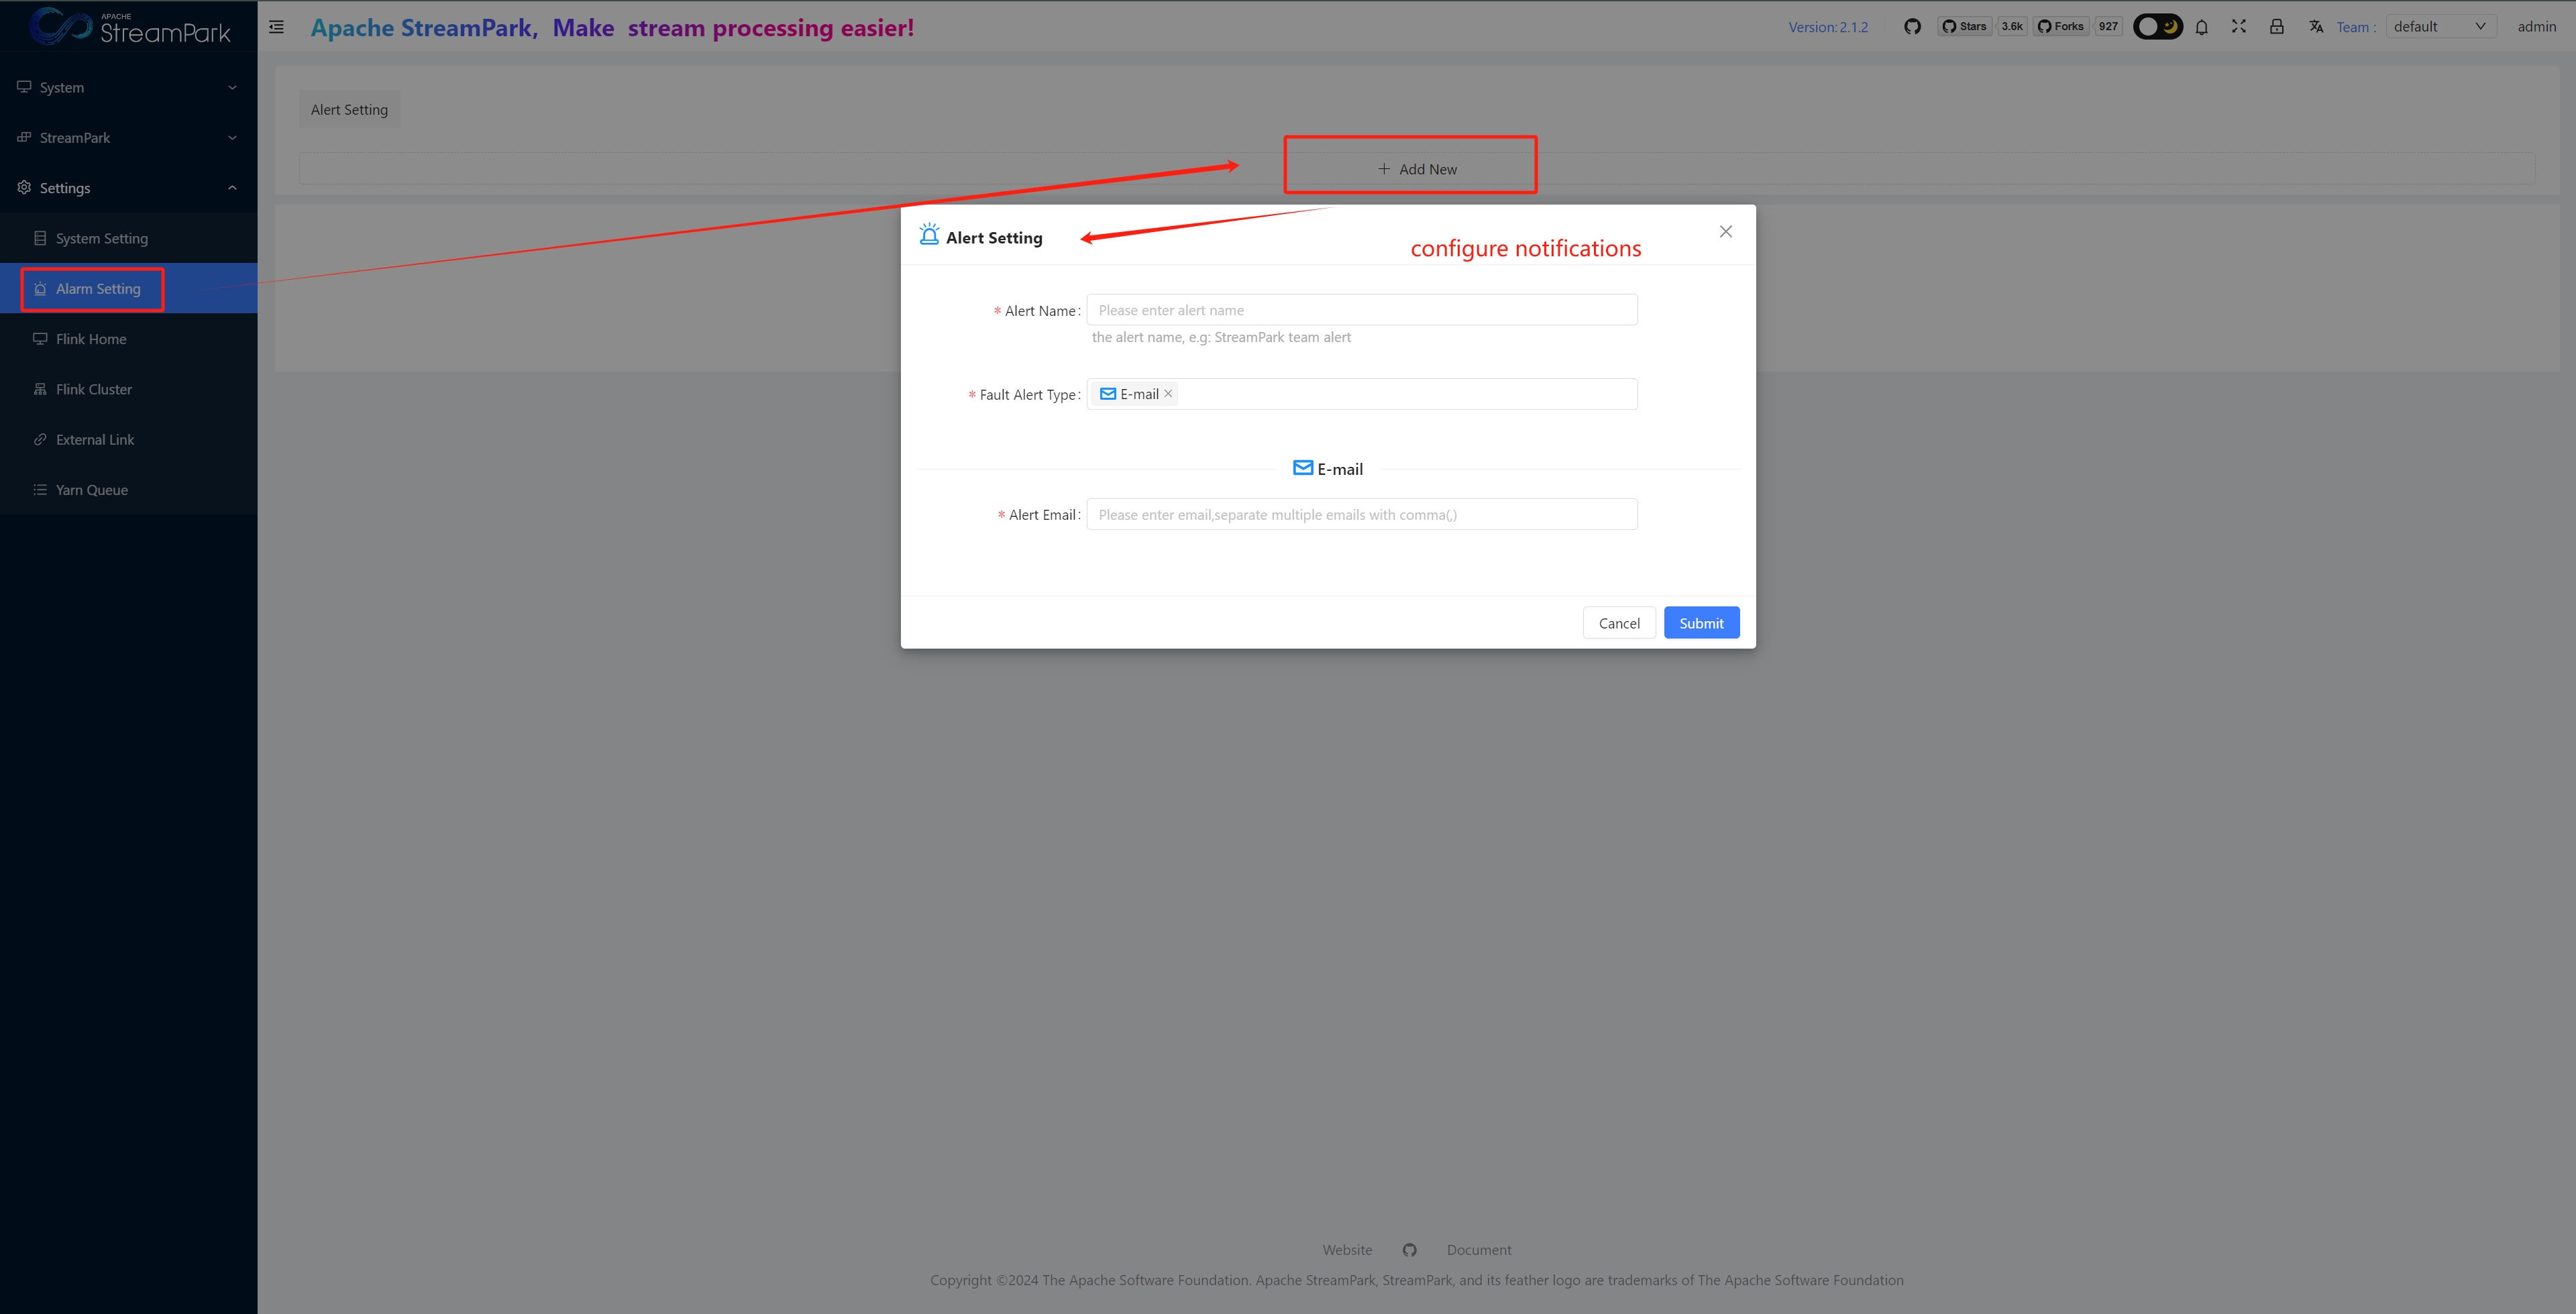 APACHE
StreamPark
Apache StreamPark, Make stream processing easier!
Version: 2.1.2
Stars 3.6k
Forks 927
Team : default
admin
System
StreamPark
Settings
System Setting
Alarm Setting
Flink Home
Flink Cluster
External Link
Yarn Queue
Alert Setting
+ Add New
Alert Setting
configure notifications
* Alert Name: Please enter alert name
the alert name, e.g: StreamPark team alert
* Fault Alert Type: E-mail ×
E-mail
* Alert Email: Please enter email,separate multiple emails with comma(,)
Cancel Submit
Website Document
Copyright ©2024 The Apache Software Foundation. Apache StreamPark, StreamPark, and its feather logo are trademarks of The Apache Software Foundation